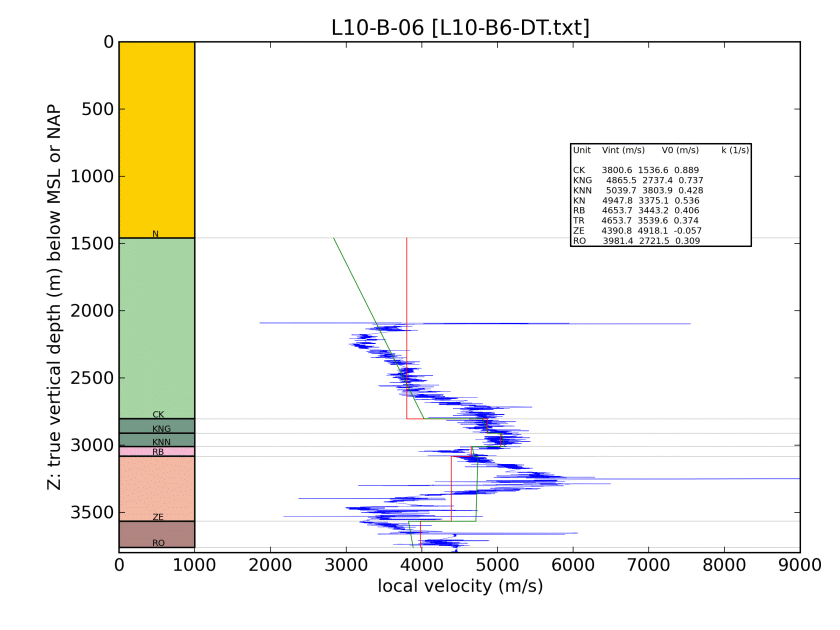 L10-B-06 [L10-B6-DT.txt]
Z: true vertical depth (m) below MSL or NAP
0
500
1000
1500
2000
2500
3000
3500
N
CK
KNG
KNN
RB
ZE
RO
Unit Vint (m/s) V0 (m/s) k (1/s)
CK 3800.6 1536.6 0.889
KNG 4865.5 2737.4 0.737
KNN 5039.7 3803.9 0.428
KN 4947.8 3375.1 0.536
RB 4653.7 3443.2 0.406
TR 4653.7 3539.6 0.374
ZE 4390.8 4918.1 -0.057
RO 3981.4 2721.5 0.309
0 1000 2000 3000 4000 5000 6000 7000 8000 9000
local velocity (m/s)